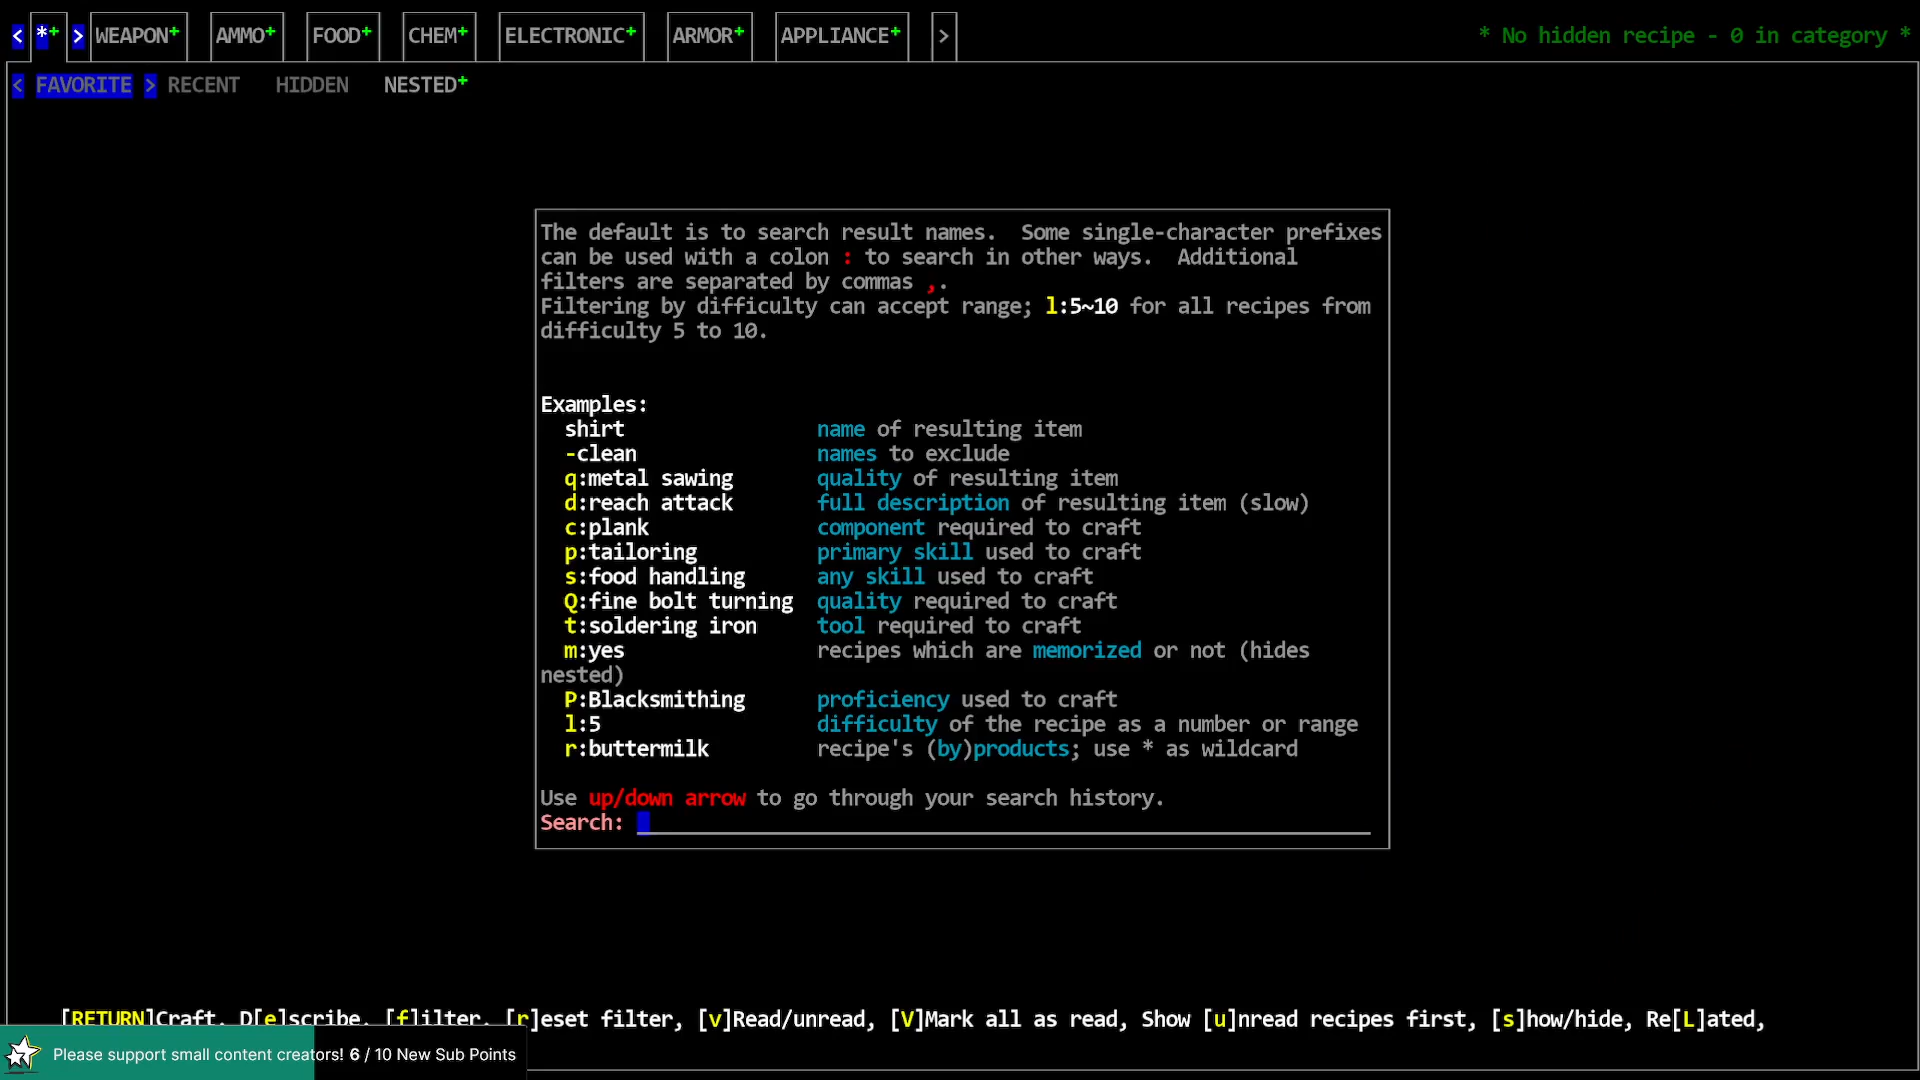 < *+ > WEAPON+ AMMO+ FOOD+ CHEM+ ELECTRONIC+ ARMOR+ APPLIANCE+ > * No hidden recipe - 0 in category *
< FAVORITE > RECENT HIDDEN NESTED+
The default is to search result names. Some single-character prefixes
can be used with a colon : to search in other ways. Additional
filters are separated by commas ,.
Filtering by difficulty can accept range; l:5~10 for all recipes from
difficulty 5 to 10.
Examples:
shirt name of resulting item
-clean names to exclude
q:metal sawing quality of resulting item
d:reach attack full description of resulting item (slow)
c:plank component required to craft
p:tailoring primary skill used to craft
s:food handling any skill used to craft
Q:fine bolt turning quality required to craft
t:soldering iron tool required to craft
m:yes recipes which are memorized or not (hides
nested)
P:Blacksmithing proficiency used to craft
l:5 difficulty of the recipe as a number or range
r:buttermilk recipe's (by)products; use * as wildcard
Use up/down arrow to go through your search history.
Search:
[RETURN]Craft, D[e]scribe, [f]ilter, [r]eset filter, [v]Read/unread, [V]Mark all as read, Show [u]nread recipes first, [s]how/hide, Re[L]ated,
Please support small content creators! 6 / 10 New Sub Points